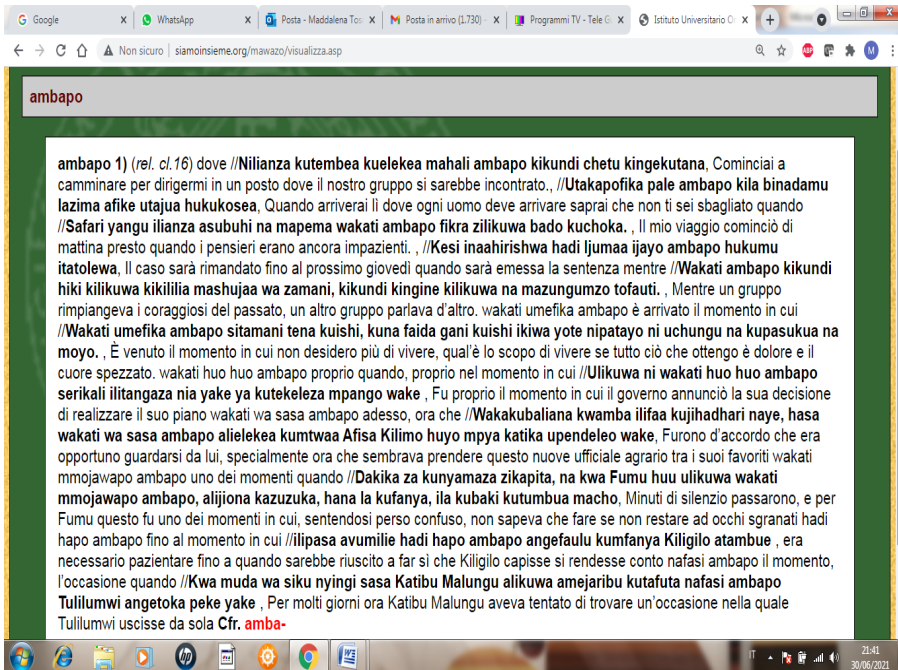 Google
WhatsApp
Posta - Maddalena Tos
Posta in arrivo (1.730) -
Programmi TV - Tele G
Istituto Universitario O
Non sicuro | siamoinsieme.org/mawazo/visualizza.asp
ABP
M
ambapo
ambapo 1) (rel. cl.16) dove //Nilianza kutembea kuelekea mahali ambapo kikundi chetu kingekutana, Cominciai a
camminare per dirigermi in un posto dove il nostro gruppo si sarebbe incontrato., //Utakapofika pale ambapo kila binadamu
lazima afike utajua hukukosea, Quando arriverai lì dove ogni uomo deve arrivare saprai che non ti sei sbagliato quando
//Safari yangu ilianza asubuhi na mapema wakati ambapo fikra zilikuwa bado kuchoka. , Il mio viaggio cominciò di
mattina presto quando i pensieri erano ancora impazienti. , //Kesi inaahirishwa hadi Ijumaa ijayo ambapo hukumu
itatolewa, Il caso sarà rimandato fino al prossimo giovedì quando sarà emessa la sentenza mentre //Wakati ambapo kikundi
hiki kilikuwa kikililia mashujaa wa zamani, kikundi kingine kilikuwa na mazungumzo tofauti. , Mentre un gruppo
rimpiangeva i coraggiosi del passato, un altro gruppo parlava d'altro. wakati umefika ambapo è arrivato il momento in cui
//Wakati umefika ambapo sitamani tena kuishi, kuna faida gani kuishi ikiwa yote nipatayo ni uchungu na kupasukua na
moyo. , È venuto il momento in cui non desidero più di vivere, qual'è lo scopo di vivere se tutto ciò che ottengo è dolore e il
cuore spezzato. wakati huo huo ambapo proprio quando, proprio nel momento in cui //Ulikuwa ni wakati huo huo ambapo
serikali ilitangaza nia yake ya kutekeleza mpango wake , Fu proprio il momento in cui il governo annunciò la sua decisione
di realizzare il suo piano wakati wa sasa ambapo adesso, ora che //Wakakubaliana kwamba ilifaa kujihadhari naye, hasa
wakati wa sasa ambapo alielekea kumtwaa Afisa Kilimo huyo mpya katika upendeleo wake, Furono d'accordo che era
opportuno guardarsi da lui, specialmente ora che sembrava prendere questo nuove ufficiale agrario tra i suoi favoriti wakati
mmojawapo ambapo uno dei momenti quando //Dakika za kunyamaza zikapita, na kwa Fumu huu ulikuwa wakati
mmojawapo ambapo, alijiona kazuzuka, hana la kufanya, ila kubaki kutumbua macho, Minuti di silenzio passarono, e per
Fumu questo fu uno dei momenti in cui, sentendosi perso confuso, non sapeva che fare se non restare ad occhi sgranati hadi
hapo ambapo fino al momento in cui //ilipasa avumilie hadi hapo ambapo angefaulu kumfanya Kiligilo atambue , era
necessario pazientare fino a quando sarebbe riuscito a far sì che Kiligilo capisse si rendesse conto nafasi ambapo il momento,
l'occasione quando //Kwa muda wa siku nyingi sasa Katibu Malungu alikuwa amejaribu kutafuta nafasi ambapo
Tulilumwi angetoka peke yake , Per molti giorni ora Katibu Malungu aveva tentato di trovare un'occasione nella quale
Tulilumwi uscisse da sola Cfr. amba-
IT
21:41
30/06/2021